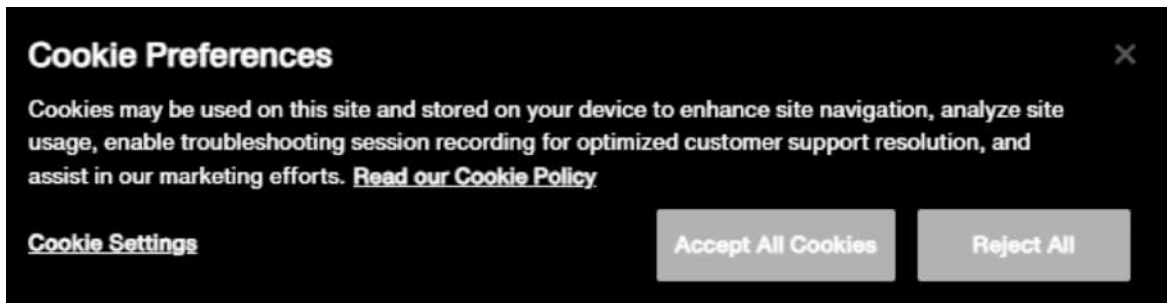 Cookie Preferences
Cookies may be used on this site and stored on your device to enhance site navigation, analyze site
usage, enable troubleshooting session recording for optimized customer support resolution, and
assist in our marketing efforts. Read our Cookie Policy
Cookie Settings
Accept All Cookies
Reject All